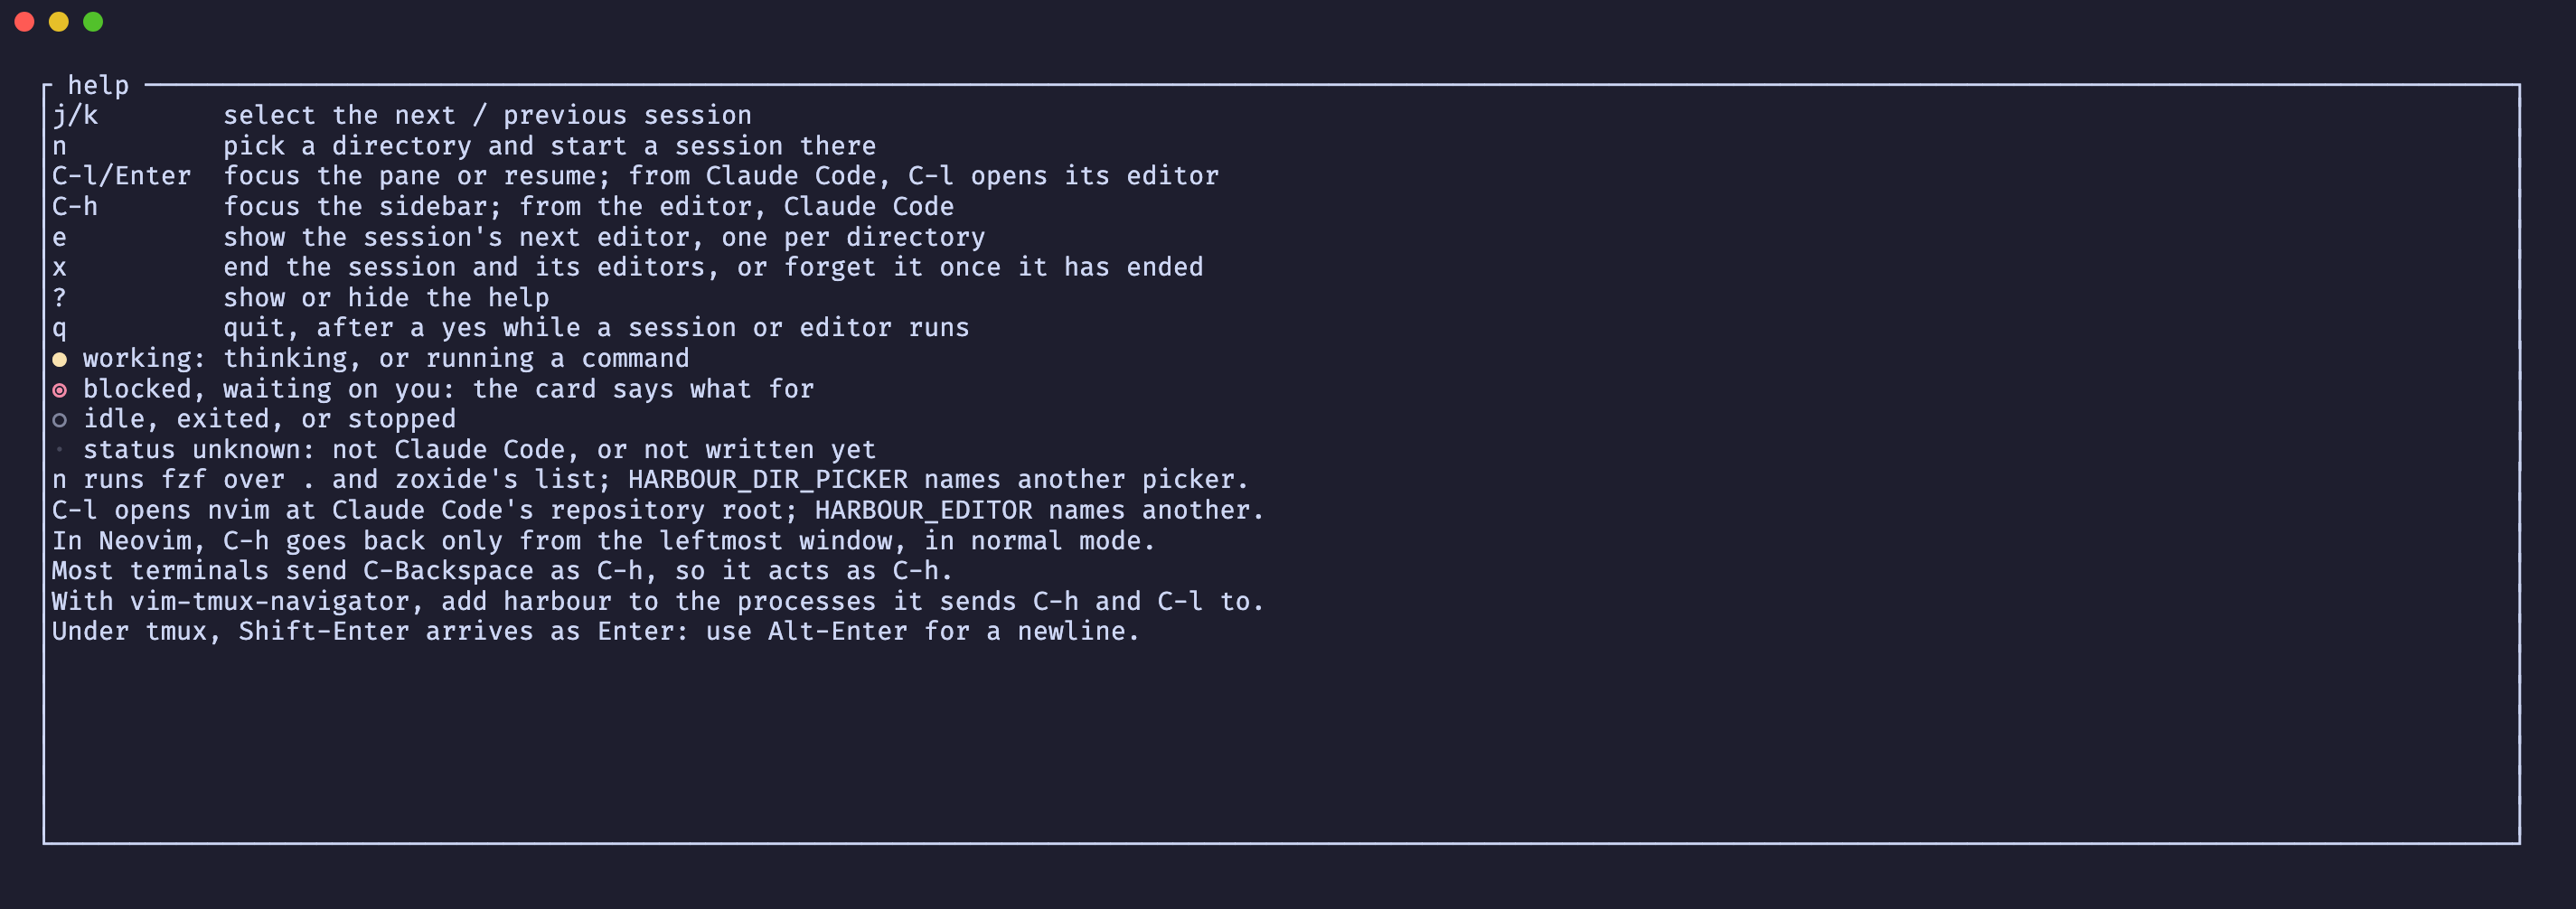 help
j/k        select the next / previous session
n          pick a directory and start a session there
C-l/Enter  focus the pane or resume; from Claude Code, C-l opens its editor
C-h        focus the sidebar; from the editor, Claude Code
e          show the session's next editor, one per directory
x          end the session and its editors, or forget it once it has ended
?          show or hide the help
q          quit, after a yes while a session or editor runs
● working: thinking, or running a command
◉ blocked, waiting on you: the card says what for
○ idle, exited, or stopped
· status unknown: not Claude Code, or not written yet
n runs fzf over . and zoxide's list; HARBOUR_DIR_PICKER names another picker.
C-l opens nvim at Claude Code's repository root; HARBOUR_EDITOR names another.
In Neovim, C-h goes back only from the leftmost window, in normal mode.
Most terminals send C-Backspace as C-h, so it acts as C-h.
With vim-tmux-navigator, add harbour to the processes it sends C-h and C-l to.
Under tmux, Shift-Enter arrives as Enter: use Alt-Enter for a newline.